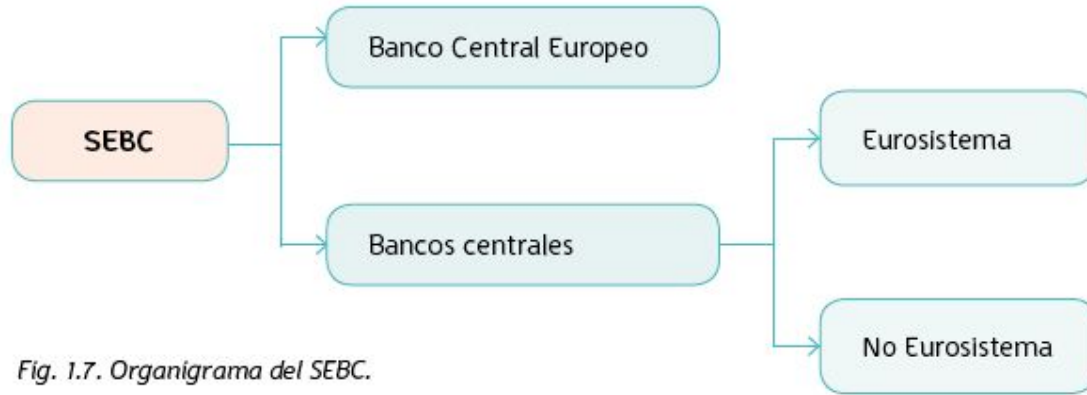 SEBC
Banco Central Europeo
Bancos centrales
Eurosistema
No Eurosistema
Fig. 1.7. Organigrama del SEBC.